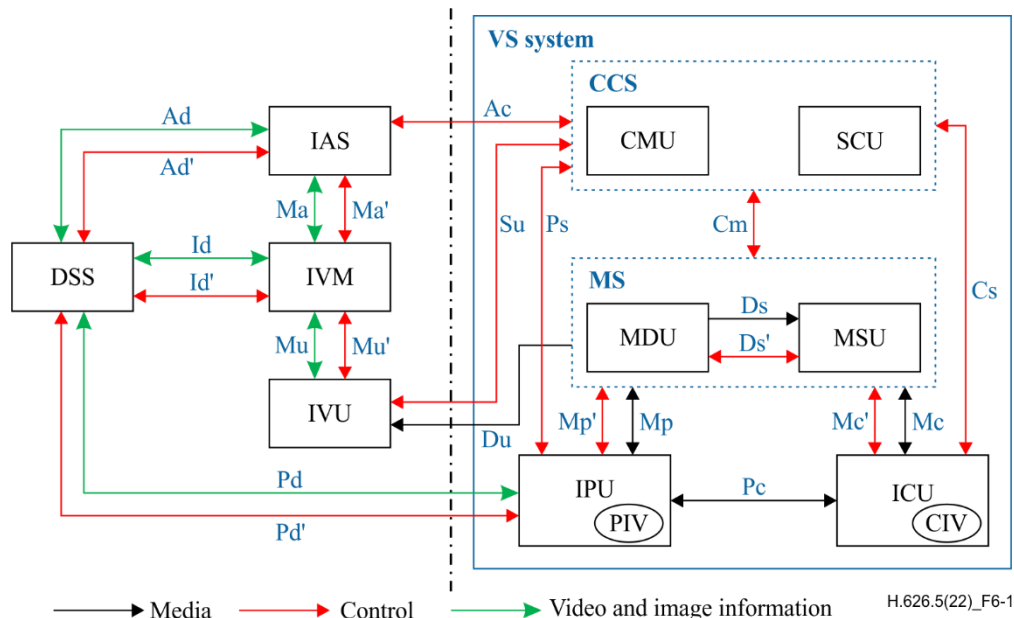 VS system
CCS
Ad
Ac
IAS
CMU
SCU
Ad'
Ma
Ma'
Su
Ps
Cm
Id
DSS
IVM
MS
Cs
Id'
Ds
MDU
MSU
Mu
Mu'
Ds'
IVU
Du
Mp'
Mp
Mc'
Mc
Pd
IPU
Pc
ICU
PIV
CIV
Pd'
Media
Control
Video and image information
H.626.5(22)_F6-1